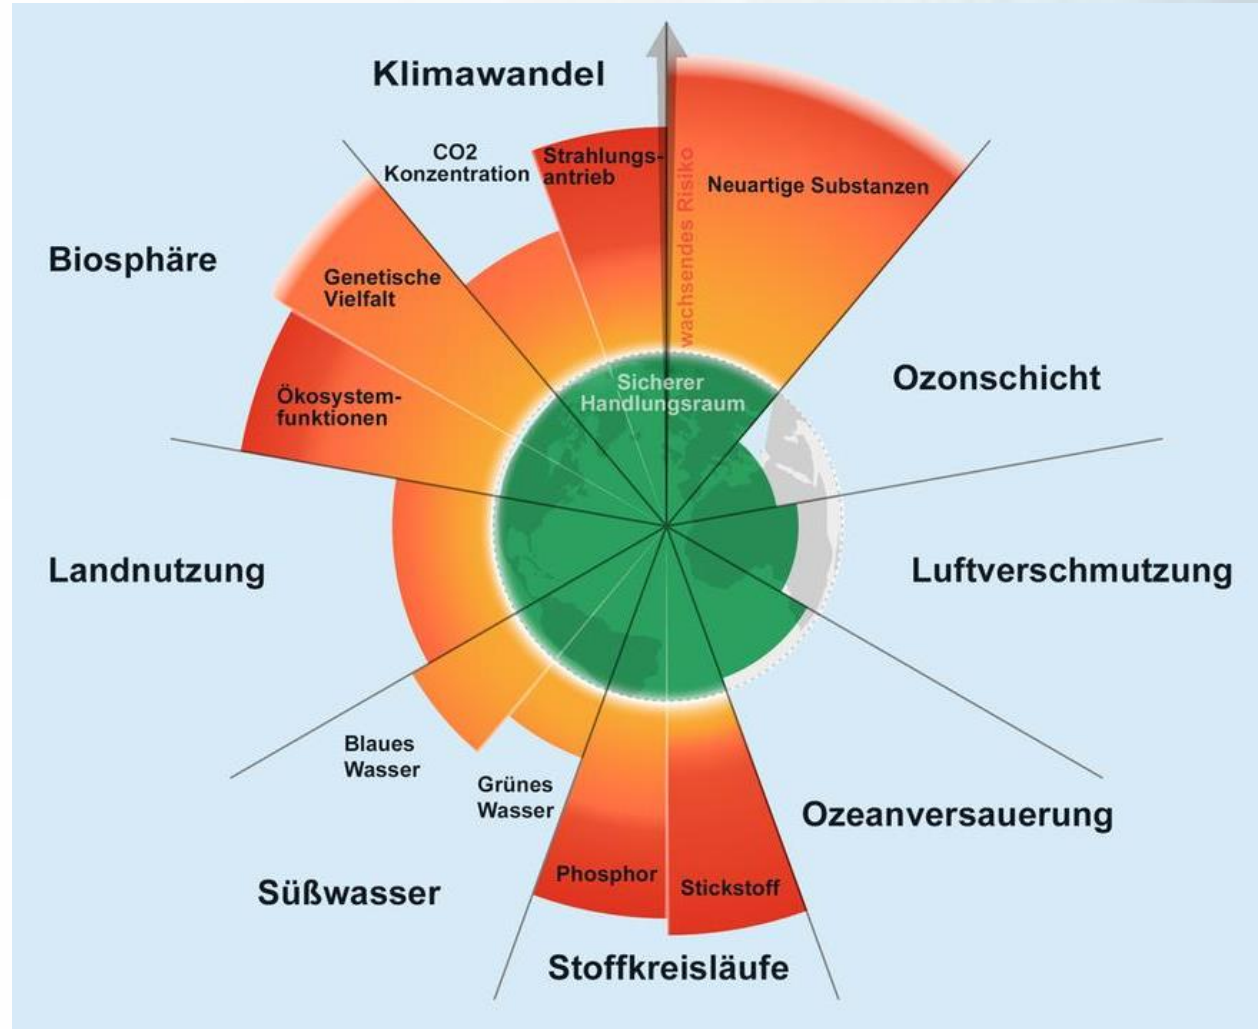 Klimawandel
CO2
Konzentration
Strahlungs-
antrieb
wachsendes Risiko
Neuartige Substanzen
Biosphäre
Genetische
Vielfalt
Ökosystem-
funktionen
Sicherer
Handlungsraum
Ozonschicht
Landnutzung
Luftverschmutzung
Blaues
Wasser
Grünes
Wasser
Ozeanversauerung
Süßwasser
Phosphor
Stickstoff
Stoffkreisläufe